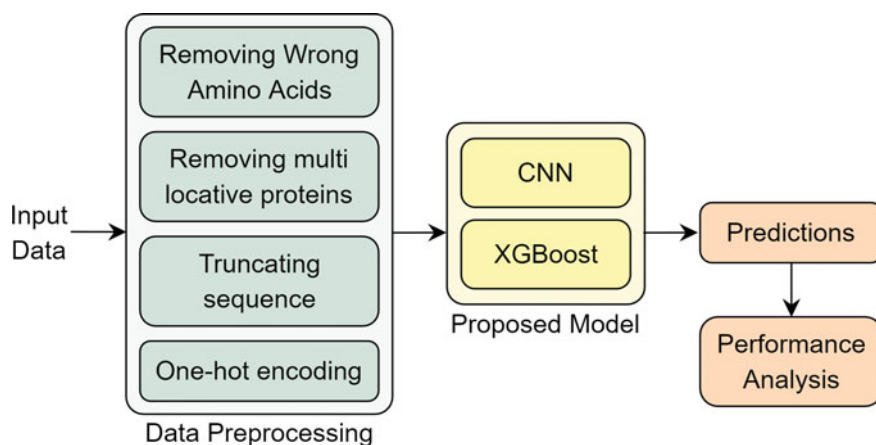 Input
Data
Removing Wrong
Amino Acids
Removing multi
locative proteins
Truncating
sequence
One-hot encoding
Data Preprocessing
CNN
XGBoost
Proposed Model
Predictions
Performance
Analysis